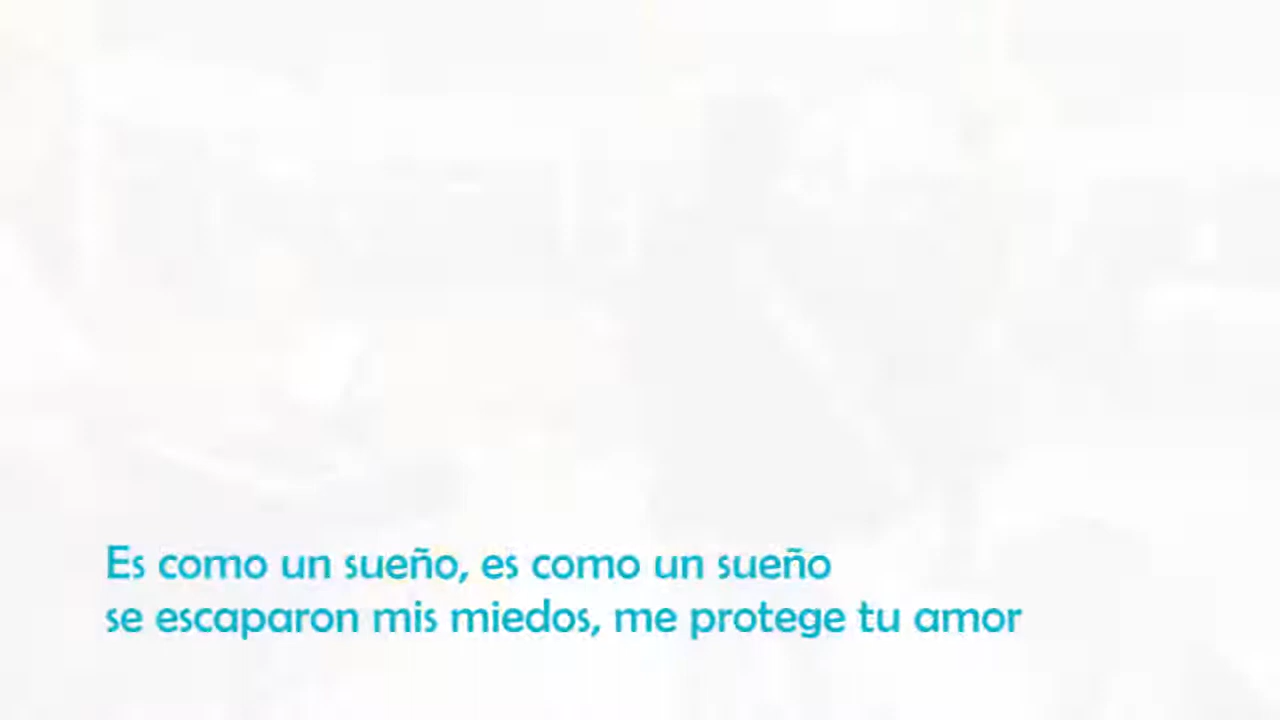 Es como un sueño, es como un sueño
se escaparon mis miedos, me protege tu amor